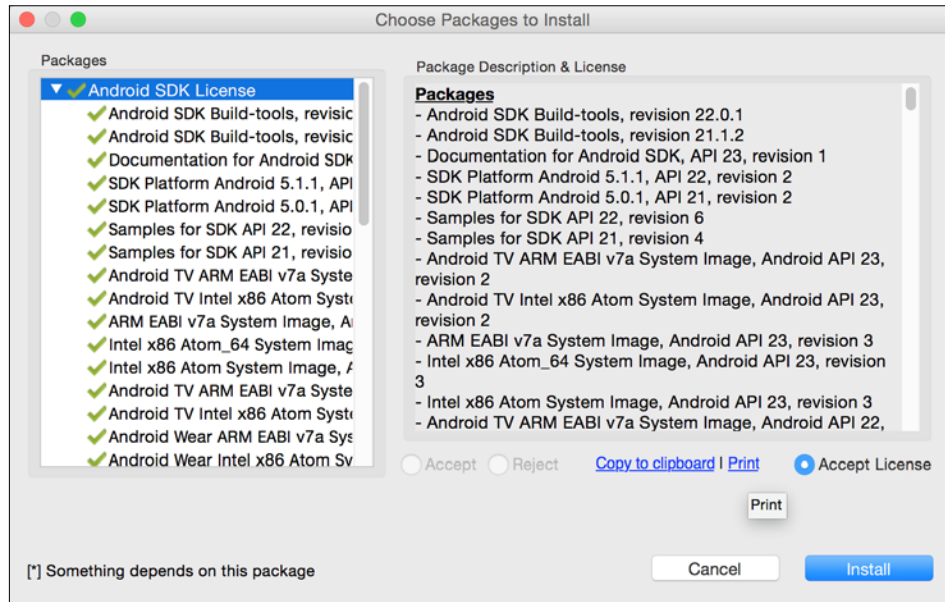 Choose Packages to Install
Packages
Android SDK License
Android SDK Build-tools, revisic
Android SDK Build-tools, revisic
Documentation for Android SDK
SDK Platform Android 5.1.1, API
SDK Platform Android 5.0.1, API
Samples for SDK API 22, revisio
Samples for SDK API 21, revisio
Android TV ARM EABI v7a Syste
Android TV Intel x86 Atom Syste
ARM EABI v7a System Image, A
Intel x86 Atom_64 System Imag
Intel x86 Atom System Image, A
Android TV ARM EABI v7a Syste
Android TV Intel x86 Atom Syste
Android Wear ARM EABI v7a Sys
Android Wear Intel x86 Atom Sy
Package Description & License
Packages
- Android SDK Build-tools, revision 22.0.1
- Android SDK Build-tools, revision 21.1.2
- Documentation for Android SDK, API 23, revision 1
- SDK Platform Android 5.1.1, API 22, revision 2
- SDK Platform Android 5.0.1, API 21, revision 2
- Samples for SDK API 22, revision 6
- Samples for SDK API 21, revision 4
- Android TV ARM EABI v7a System Image, Android API 23,
revision 2
- Android TV Intel x86 Atom System Image, Android API 23,
revision 2
- ARM EABI v7a System Image, Android API 23, revision 3
- Intel x86 Atom_64 System Image, Android API 23, revision
3
- Intel x86 Atom System Image, Android API 23, revision 3
- Android TV ARM EABI v7a System Image, Android API 22,
Accept Reject Copy to clipboard | Print Accept License
Print
[*] Something depends on this package
Cancel Install